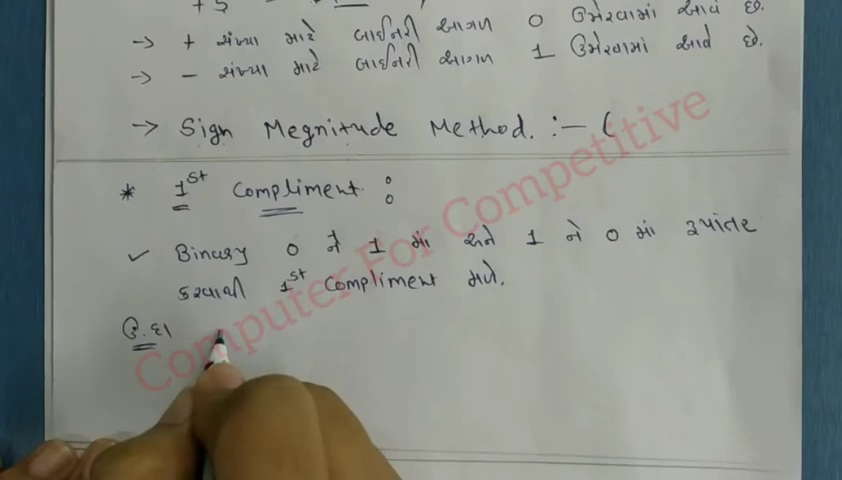 +5
→ + સંખ્યા માટે બાઈનરી આગળ 0 ઉમેરવામાં આવે છે.
→ - સંખ્યા માટે બાઈનરી આગળ 1 ઉમેરવામાં આવે છે.
→ Sign Megnitude Method. :- (
* 1st Compliment :
✓ Binary 0 ને 1 માં અને 1 ને 0 માં રૂપાંતર
કરવાથી 1st Compliment મળે.
ઉ.દા
Computer For Competitive